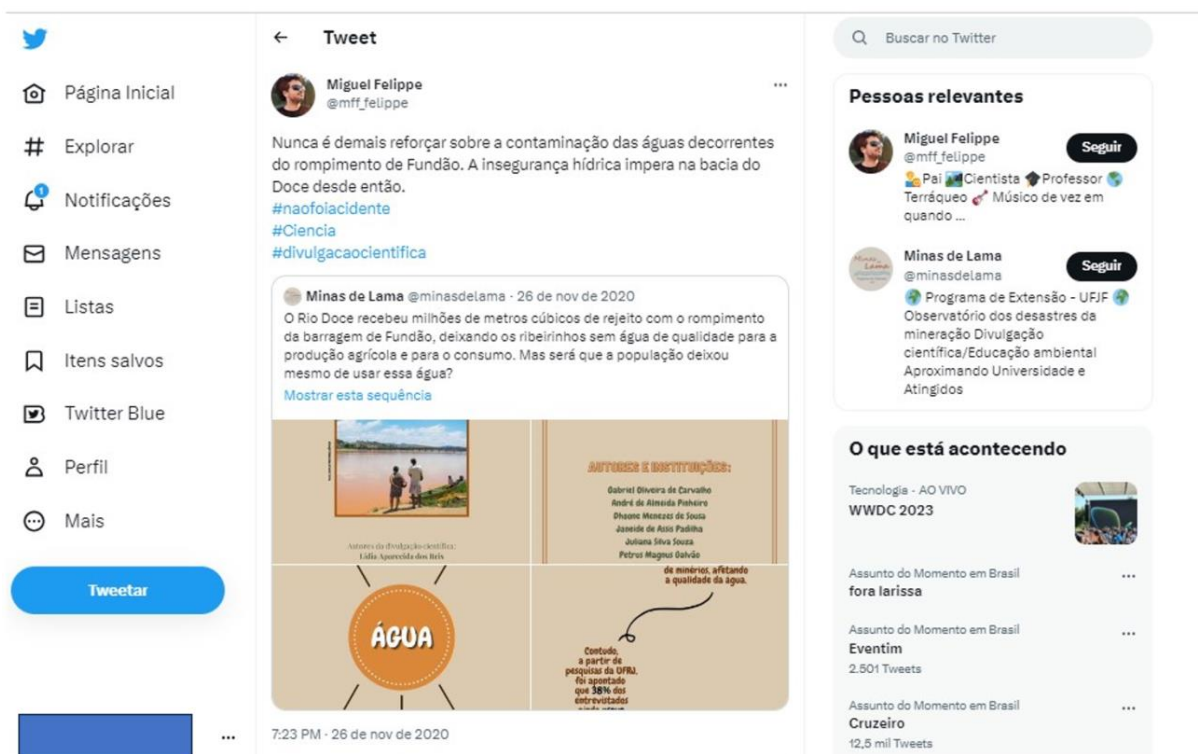 Tweet
Buscar no Twitter
Página Inicial
Explorar
1
Notificações
Mensagens
Listas
Itens salvos
Twitter Blue
Perfil
Mais
Tweetar
Miguel Felippe
@mff_felippe
Nunca é demais reforçar sobre a contaminação das águas decorrentes
do rompimento de Fundão. A insegurança hídrica impera na bacia do
Doce desde então.
#naofoiacidente
#Ciencia
#divulgacaocientifica
Minas de Lama @minasdelama · 26 de nov de 2020
O Rio Doce recebeu milhões de metros cúbicos de rejeito com o rompimento
da barragem de Fundão, deixando os ribeirinhos sem água de qualidade para a
produção agrícola e para o consumo. Mas será que a população deixou
mesmo de usar essa água?
Mostrar esta sequência
Autores da divulgação científica:
Lídia Aparecida dos Reis
AUTORES E INSTITUIÇÕES:
Gabriel Oliveira de Carvalho
André de Almeida Pinheiro
Dhoone Menezes de Sousa
Janeide de Assis Padilha
Juliana Silva Souza
Petrus Magnus Galvão
ÁGUA
de minérios, afetando
a qualidade da água.
Contudo,
a partir de
pesquisas da UFRJ,
foi apontado
que 38% dos
entrevistados
7:23 PM · 26 de nov de 2020
Pessoas relevantes
Miguel Felippe
@mff_felippe
Seguir
Pai Cientista Professor
Terráqueo Músico de vez em
quando ...
Minas de Lama
@minasdelama
Seguir
Programa de Extensão - UFJF
Observatório dos desastres da
mineração Divulgação
científica/Educação ambiental
Aproximando Universidade e
Atingidos
O que está acontecendo
Tecnologia · AO VIVO
WWDC 2023
Assunto do Momento em Brasil
fora larissa
Assunto do Momento em Brasil
Eventim
2.501 Tweets
Assunto do Momento em Brasil
Cruzeiro
12,5 mil Tweets